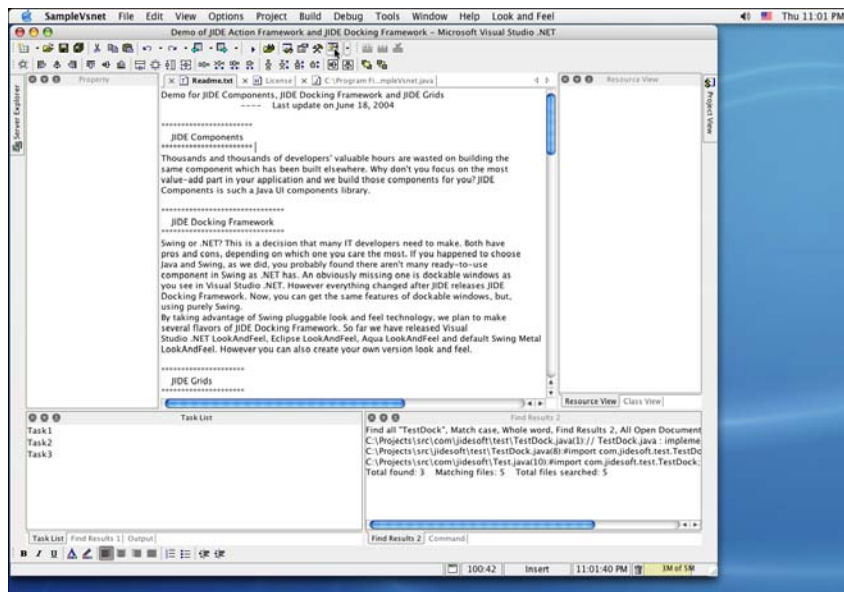 SampleVsnet File Edit View Options Project Build Debug Tools Window Help Look and Feel
Thu 11:01 PM
Demo of JIDE Action Framework and JIDE Docking Framework – Microsoft Visual Studio .NET
Server Explorer
Property
Readme.txt License C:\Program Fi...mpleVsnet.java
Resource View
Project View
Demo for JIDE Components, JIDE Docking Framework and JIDE Grids
---- Last update on June 18, 2004
JIDE Components
Thousands and thousands of developers' valuable hours are wasted on building the
same component which has been built elsewhere. Why don't you focus on the most
value-add part in your application and we build those components for you? JIDE
Components is such a Java UI components library.
JIDE Docking Framework
Swing or .NET? This is a decision that many IT developers need to make. Both have
pros and cons, depending on which one you care the most. If you happened to choose
Java and Swing, as we did, you probably found there aren't many ready-to-use
component in Swing as .NET has. An obviously missing one is dockable windows as
you see in Visual Studio .NET. However everything changed after JIDE releases JIDE
Docking Framework. Now, you can get the same features of dockable windows, but,
using purely Swing.
By taking advantage of Swing pluggable look and feel technology, we plan to make
several flavors of JIDE Docking Framework. So far we have released Visual
Studio .NET LookAndFeel, Eclipse LookAndFeel, Aqua LookAndFeel and default Swing Metal
LookAndFeel. However you can also create your own version look and feel.
JIDE Grids
Resource View Class View
Task List
Task1
Task2
Task3
Find Results 2
Find all "TestDock", Match case, Whole word, Find Results 2, All Open Document
C:\Projects\src\com\jidesoft\test\TestDock.java(1):// TestDock.java : impleme
C:\Projects\src\jidesoft\test\TestDock.java(8):#import com.jidesoft.test.TestDo
C:\Projects\src\com\jidesoft\Test.java(10):#import com.jidesoft.test.TestDock;
Total found: 3 Matching files: 5 Total files searched: 5
Task List Find Results 1 Output
Find Results 2 Command
B I U A
100:42 Insert 11:01:40 PM 3M of 5M